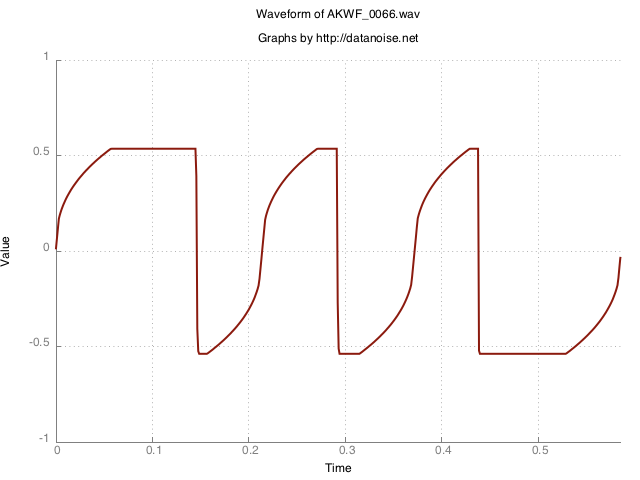 Waveform of AKWF_0066.wav
Graphs by http://datanoise.net
1
0.5
0
-0.5
-1
Value
0 0.1 0.2 0.3 0.4 0.5
Time